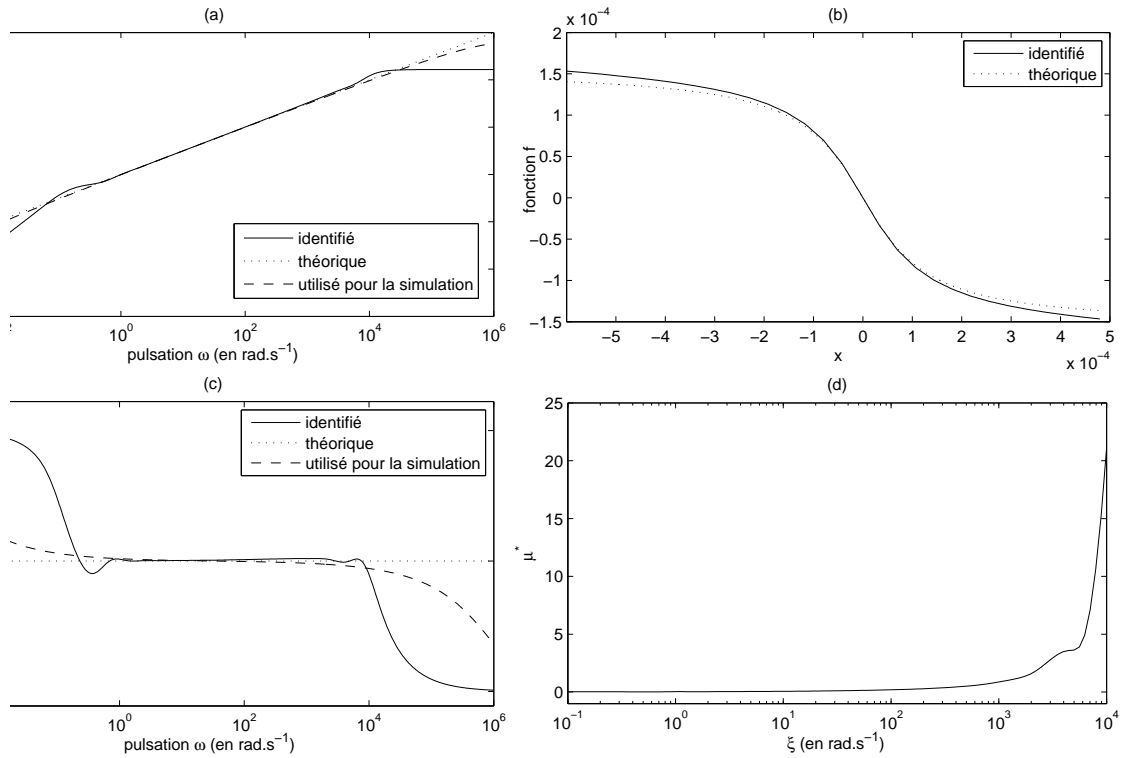 (a)
identifié
théorique
utilisé pour la simulation
10^0 10^2 10^4 10^6
pulsation ω (en rad.s^−1)
(b)
x 10^−4
2
1.5
1
0.5
0
−0.5
−1
−1.5
fonction f
identifié
théorique
−5 −4 −3 −2 −1 0 1 2 3 4 5
x
x 10^−4
(c)
identifié
théorique
utilisé pour la simulation
10^0 10^2 10^4 10^6
pulsation ω (en rad.s^−1)
(d)
25
20
15
10
5
0
μ*
10^−1 10^0 10^1 10^2 10^3 10^4
ξ (en rad.s^−1)